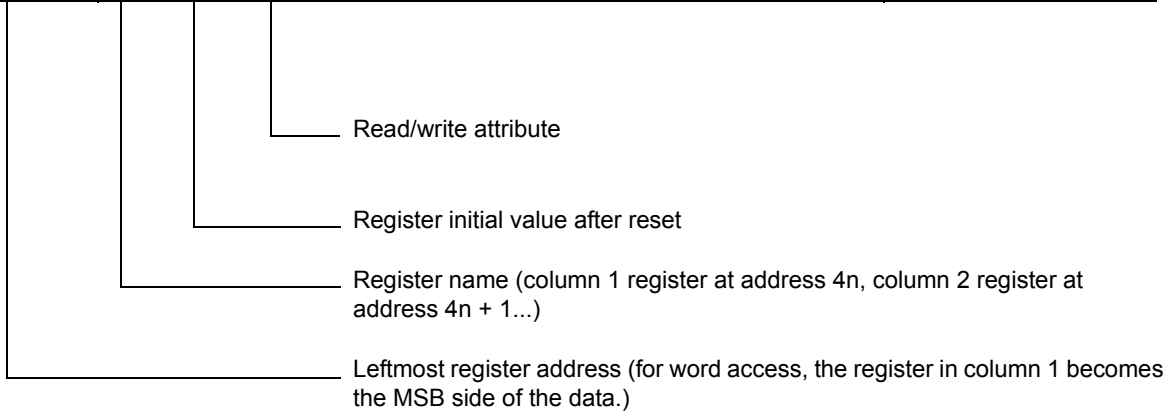 Read/write attribute
Register initial value after reset
Register name (column 1 register at address 4n, column 2 register at
address 4n + 1...)
Leftmost register address (for word access, the register in column 1 becomes
the MSB side of the data.)